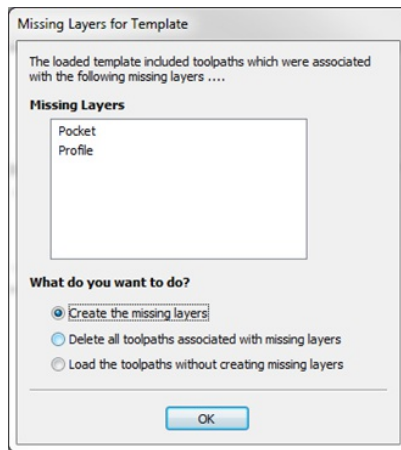 Missing Layers for Template
The loaded template included toolpaths which were associated
with the following missing layers ....
Missing Layers
Pocket
Profile
What do you want to do?
Create the missing layers
Delete all toolpaths associated with missing layers
Load the toolpaths without creating missing layers
OK